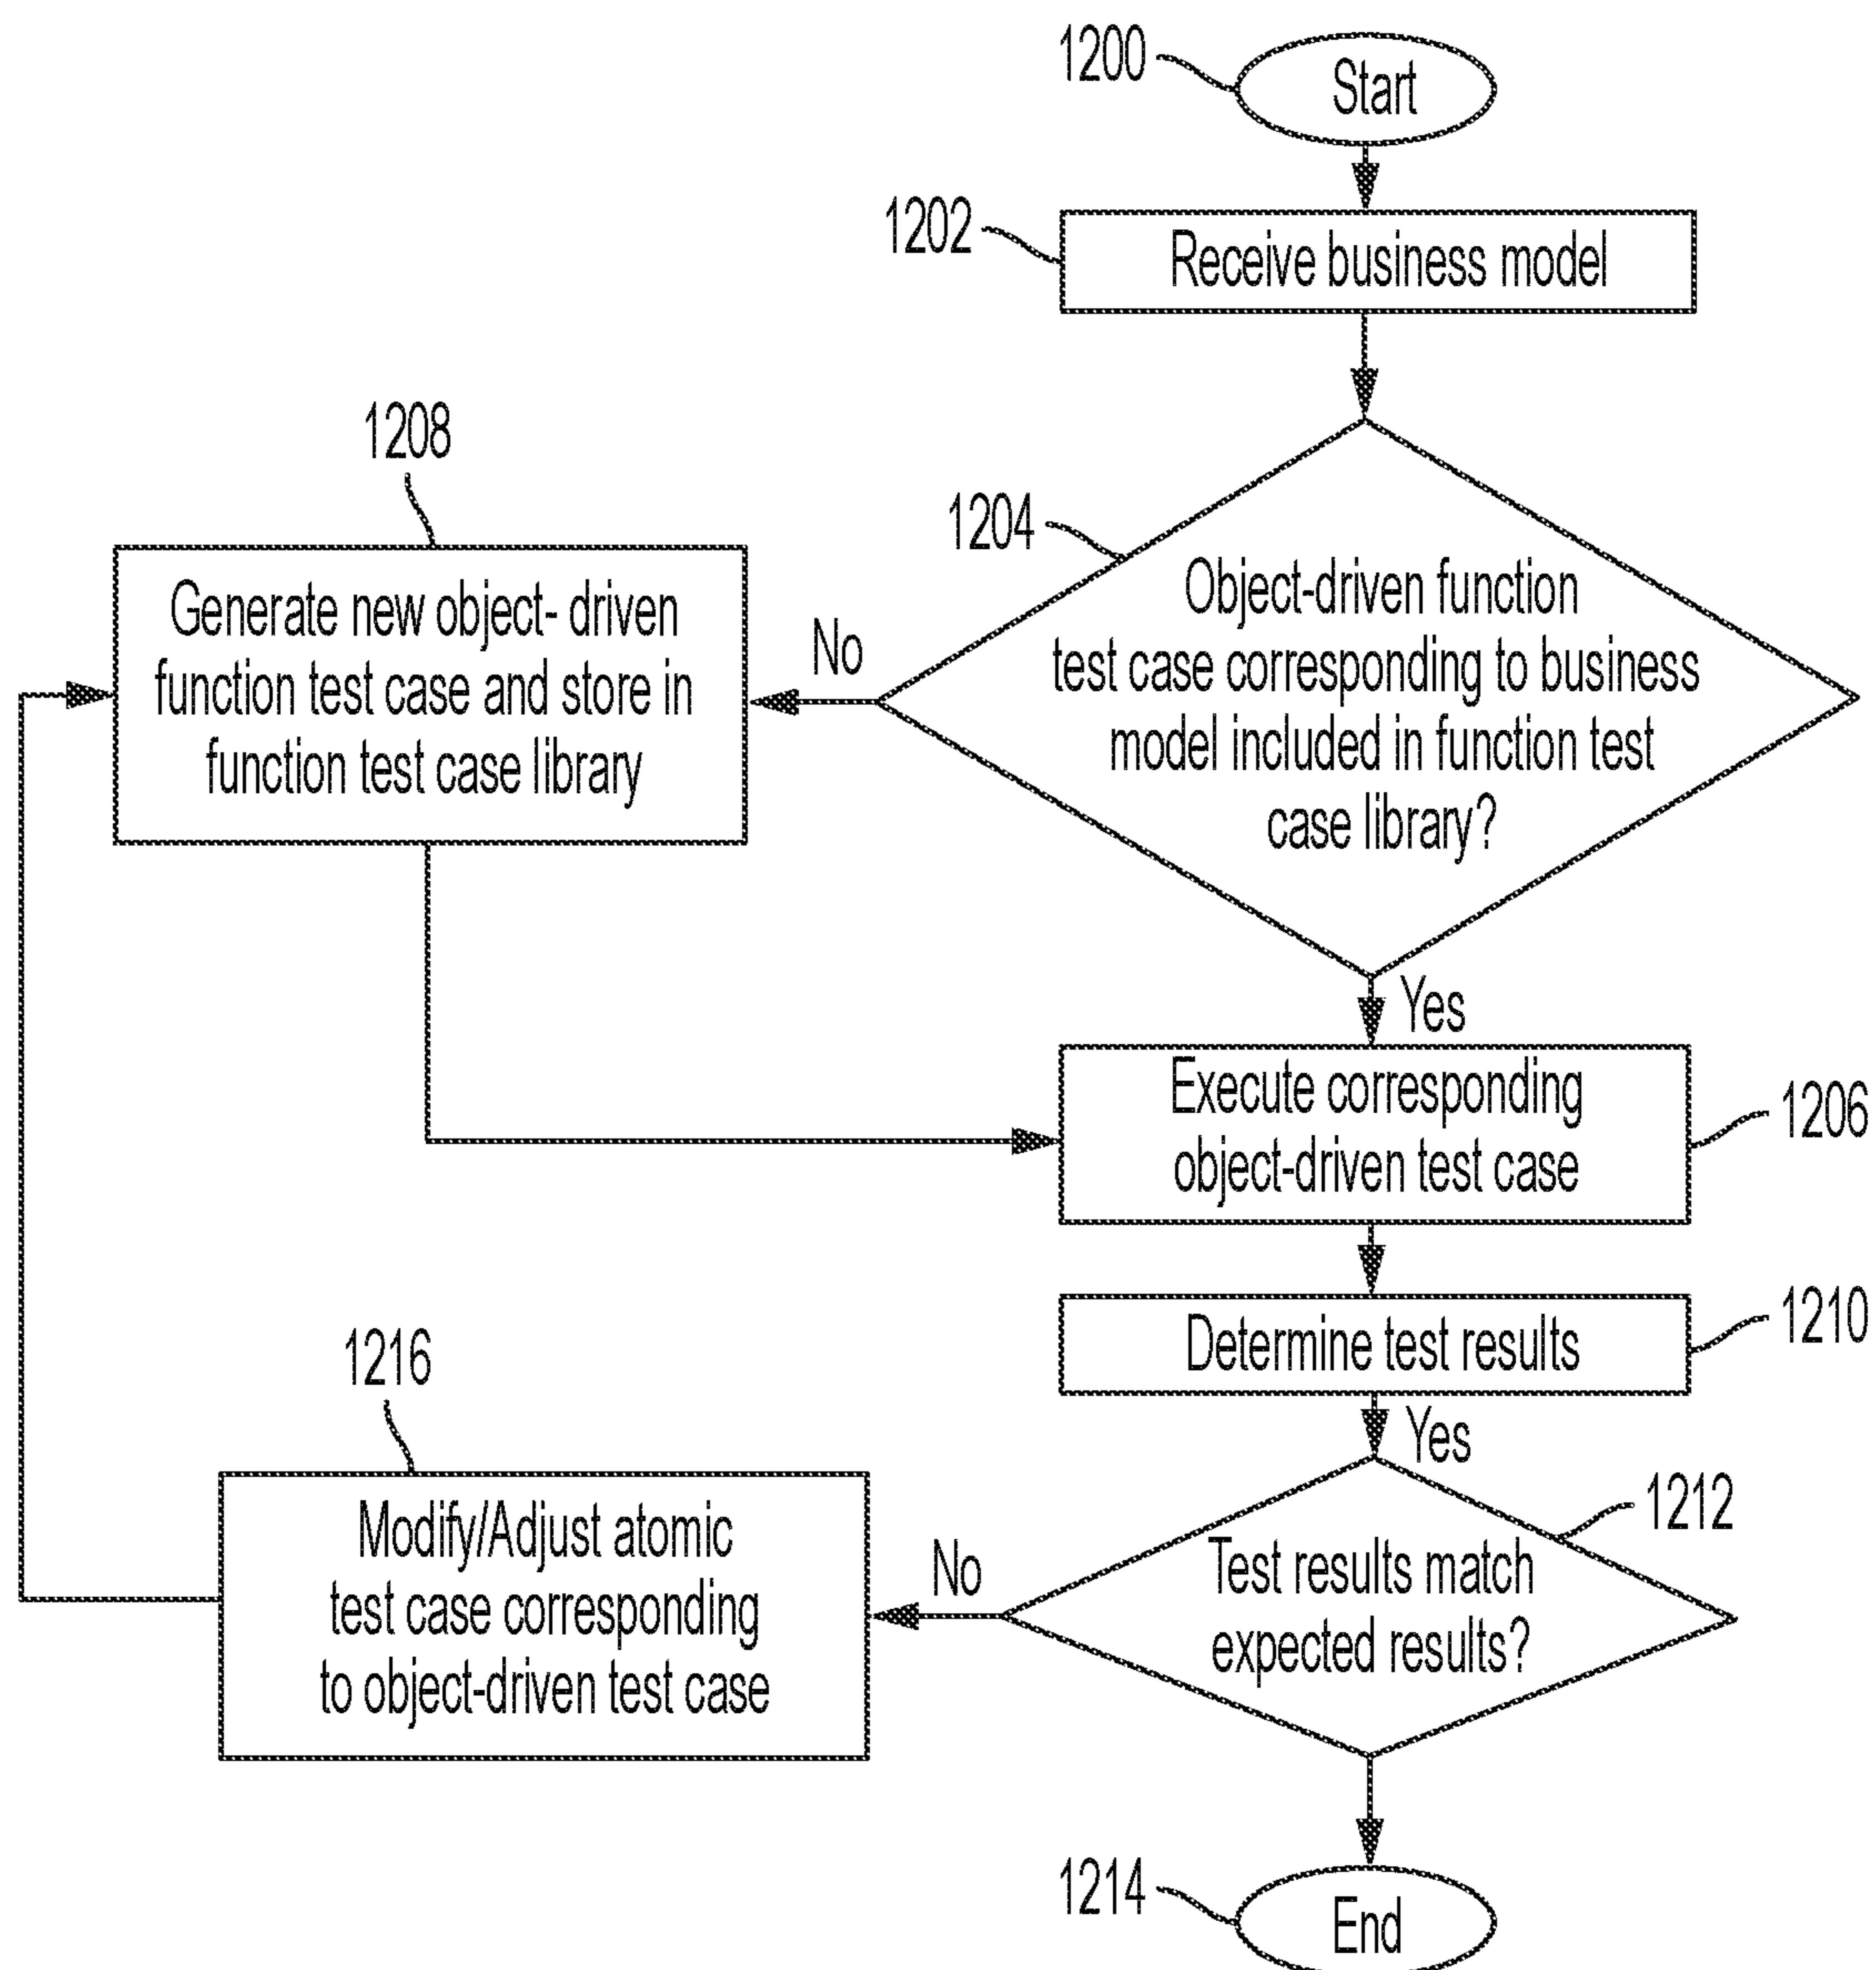 1200
Start
1202
Receive business model
1208
1204
Generate new object- driven
function test case and store in
function test case library
No
Object-driven function
test case corresponding to business
model included in function test
case library?
Yes
Execute corresponding
object-driven test case
1206
Determine test results
1210
1216
Yes
1212
Modify/Adjust atomic
test case corresponding
to object-driven test case
No
Test results match
expected results?
1214
End